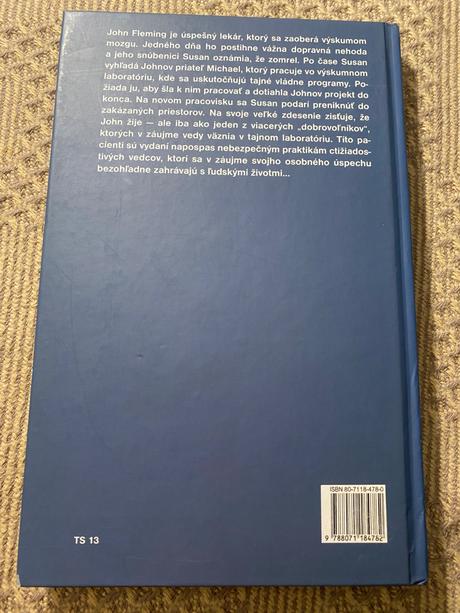 John Fleming je úspešný lekár, ktorý sa zaoberá výskumom
mozgu. Jedného dňa ho postihne vážna dopravná nehoda
a jeho snúbenici Susan oznámia, že zomrel. Po čase Susan
vyhľadá Johnov priateľ Michael, ktorý pracuje vo výskumnom
laboratóriu, kde sa uskutočňujú tajné vládne programy. Po-
žiada ju, aby šla k nim pracovať a dotiahla Johnov projekt do
konca. Na novom pracovisku sa Susan podarí preniknúť do
zakázaných priestorov. Na svoje veľké zdesenie zisťuje, že
John žije — ale iba ako jeden z viacerých „dobrovoľníkov",
ktorých v záujme vedy väznia v tajnom laboratóriu. Títo pa-
cienti sú vydaní napospas nebezpečným praktikám ctižiados-
tivých vedcov, ktorí sa v záujme svojho osobného úspechu
bezohľadne zahrávajú s ľudskými životmi...
ISBN 80-7118-478-0
9 788071 184782
TS 13